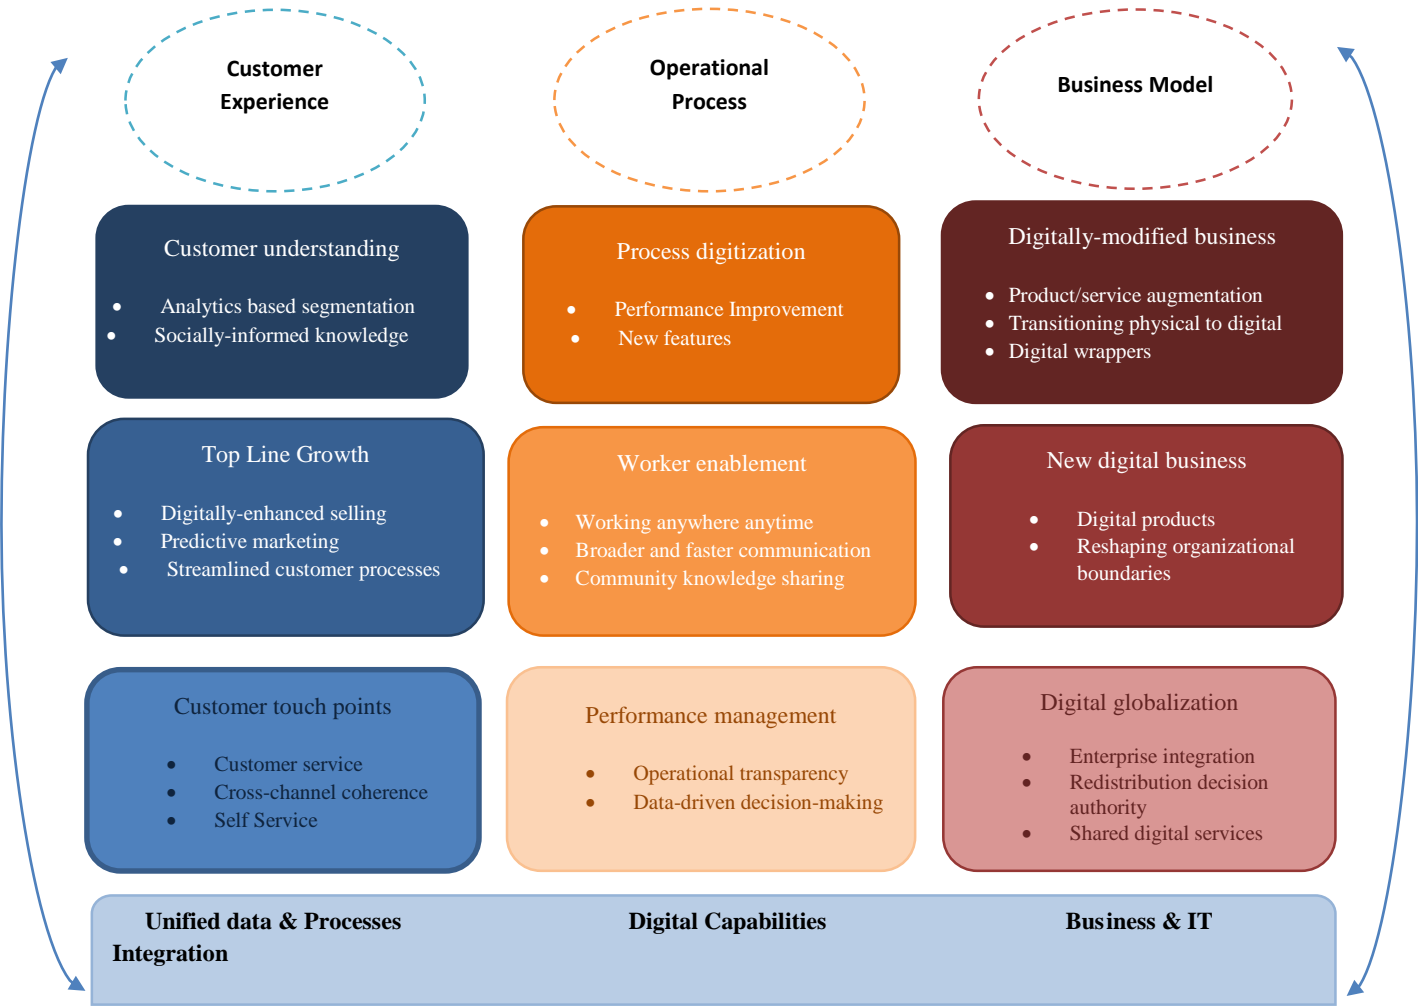 Customer
Experience
Operational
Process
Business Model
Customer understanding
• Analytics based segmentation
• Socially-informed knowledge
Process digitization
• Performance Improvement
• New features
Digitally-modified business
• Product/service augmentation
• Transitioning physical to digital
• Digital wrappers
Top Line Growth
• Digitally-enhanced selling
• Predictive marketing
• Streamlined customer processes
Worker enablement
• Working anywhere anytime
• Broader and faster communication
• Community knowledge sharing
New digital business
• Digital products
• Reshaping organizational
boundaries
Customer touch points
• Customer service
• Cross-channel coherence
• Self Service
Performance management
• Operational transparency
• Data-driven decision-making
Digital globalization
• Enterprise integration
• Redistribution decision
authority
• Shared digital services
Unified data & Processes
Integration
Digital Capabilities
Business & IT